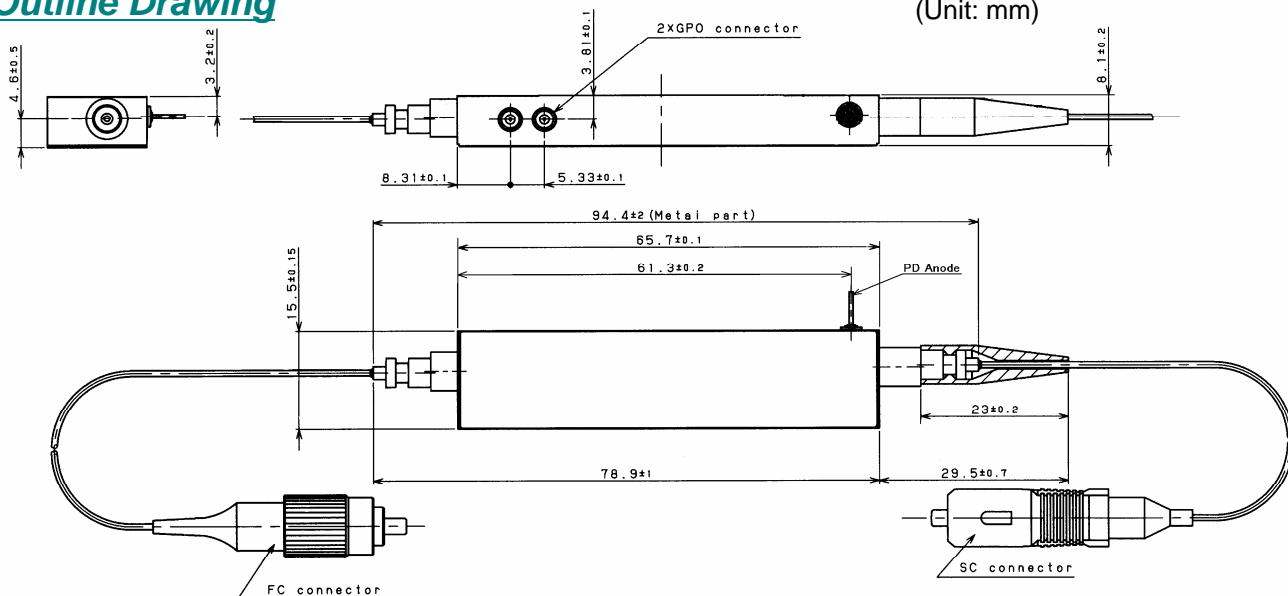 Outline Drawing
(Unit: mm)
4.6±0.5
3.2±0.2
2XGPO connector
3.81±0.1
8.1±0.2
8.31±0.1
5.33±0.1
94.4±2(Metal part)
65.7±0.1
61.3±0.2
PD Anode
15.5±0.15
23±0.2
78.9±1
29.5±0.7
FC connector
SC connector